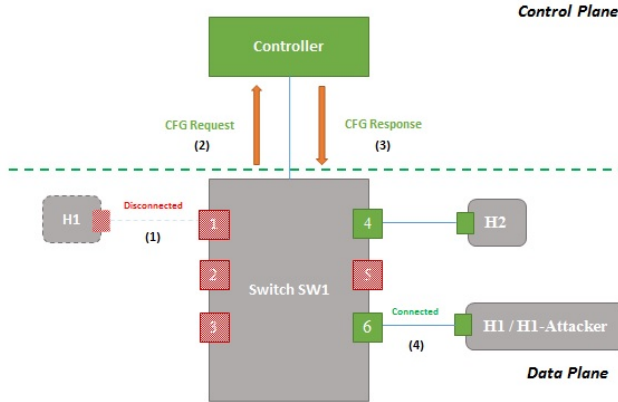 Control Plane
Controller
CFG Request
(2)
CFG Response
(3)
H1
Disconnected
(1)
1
4
H2
2
Switch SW1
5
3
6
Connected
(4)
H1 / H1-Attacker
Data Plane